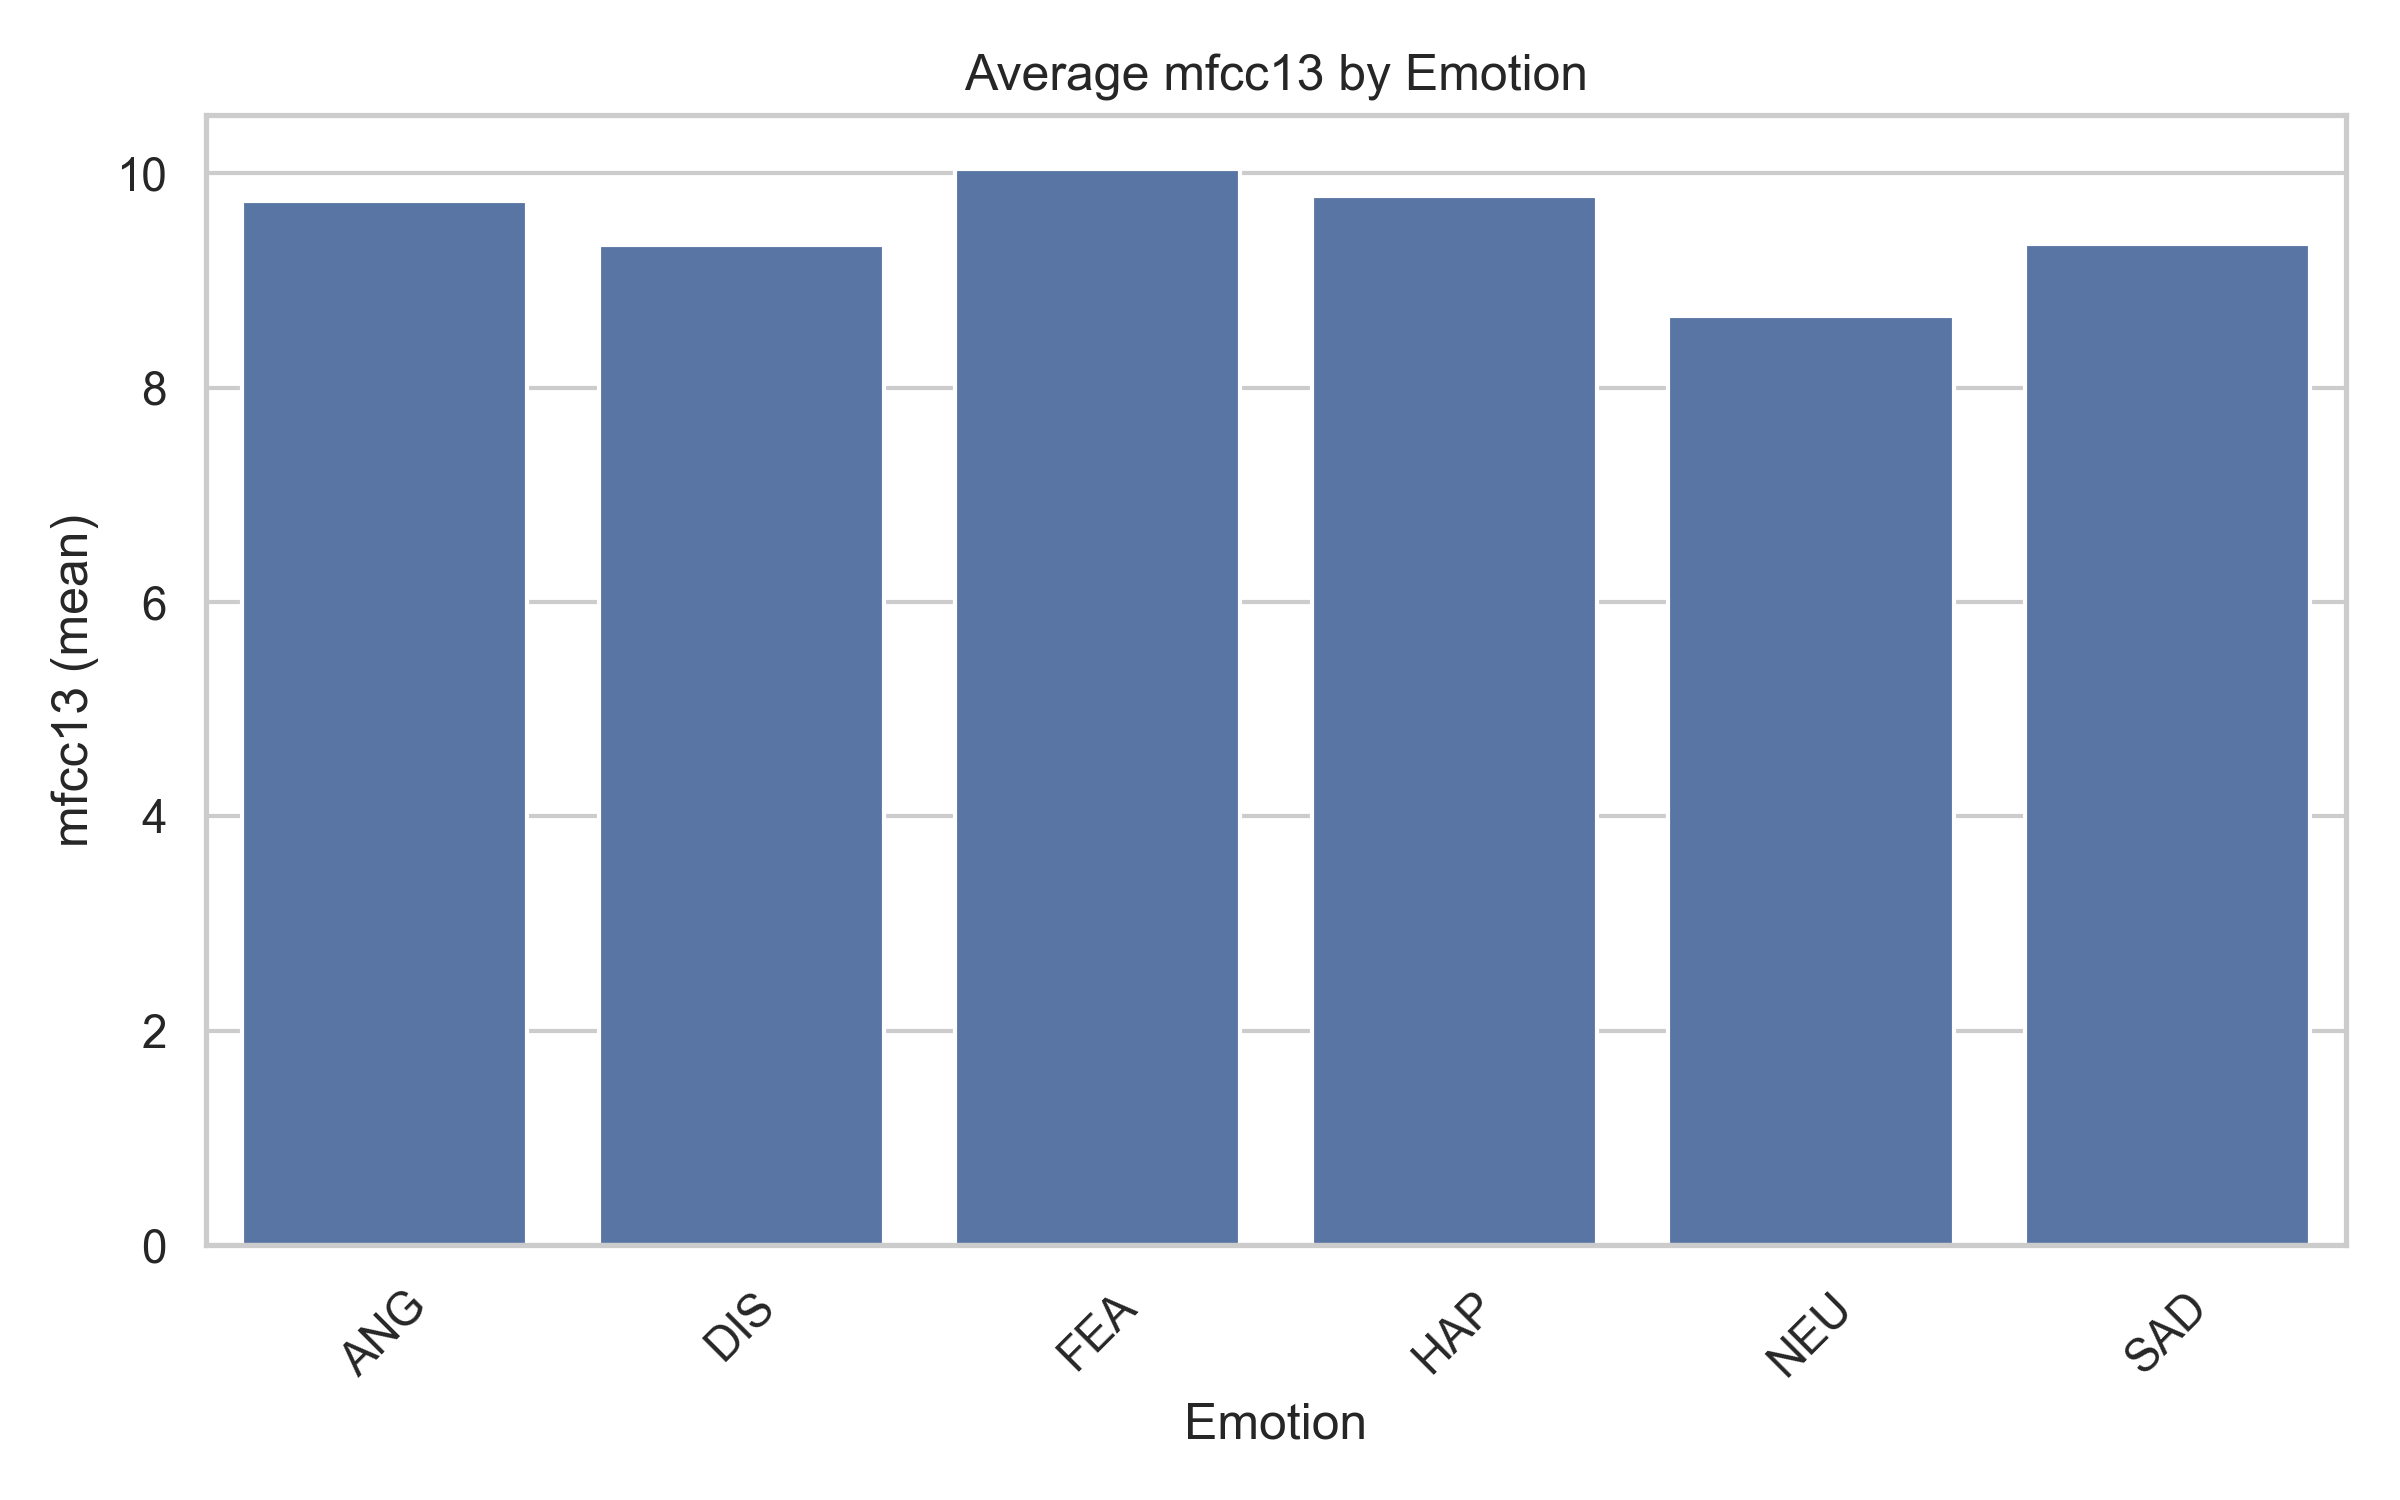 Average mfcc13 by Emotion
mfcc13 (mean)
10
8
6
4
2
0
ANG
DIS
FEA
HAP
NEU
SAD
Emotion